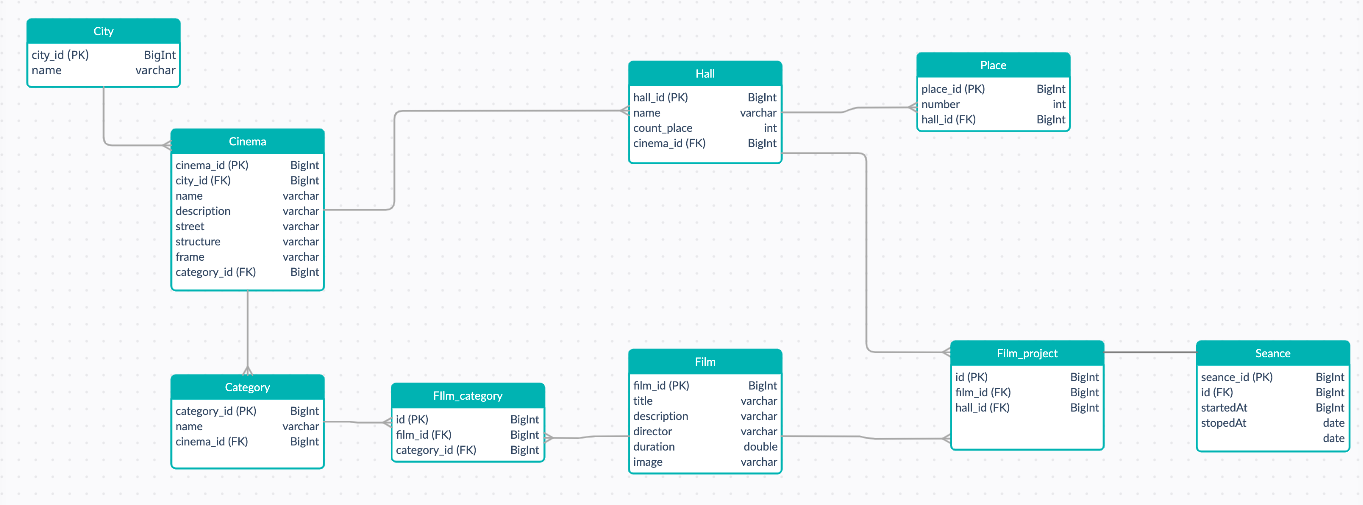 City
city_id (PK) BigInt
name varchar
Cinema
cinema_id (PK) BigInt
city_id (FK) BigInt
name varchar
description varchar
street varchar
structure varchar
frame varchar
category_id (FK) BigInt
Category
category_id (PK) BigInt
name varchar
cinema_id (FK) BigInt
FIlm_category
id (PK) BigInt
film_id (FK) BigInt
category_id (FK) BigInt
Hall
hall_id (PK) BigInt
name varchar
count_place int
cinema_id (FK) BigInt
Place
place_id (PK) BigInt
number int
hall_id (FK) BigInt
Film
film_id (PK) BigInt
title varchar
description varchar
director varchar
duration double
image varchar
Film_project
id (PK) BigInt
film_id (FK) BigInt
hall_id (FK) BigInt
Seance
seance_id (PK) BigInt
id (FK) BigInt
startedAt BigInt
stopedAt date
date